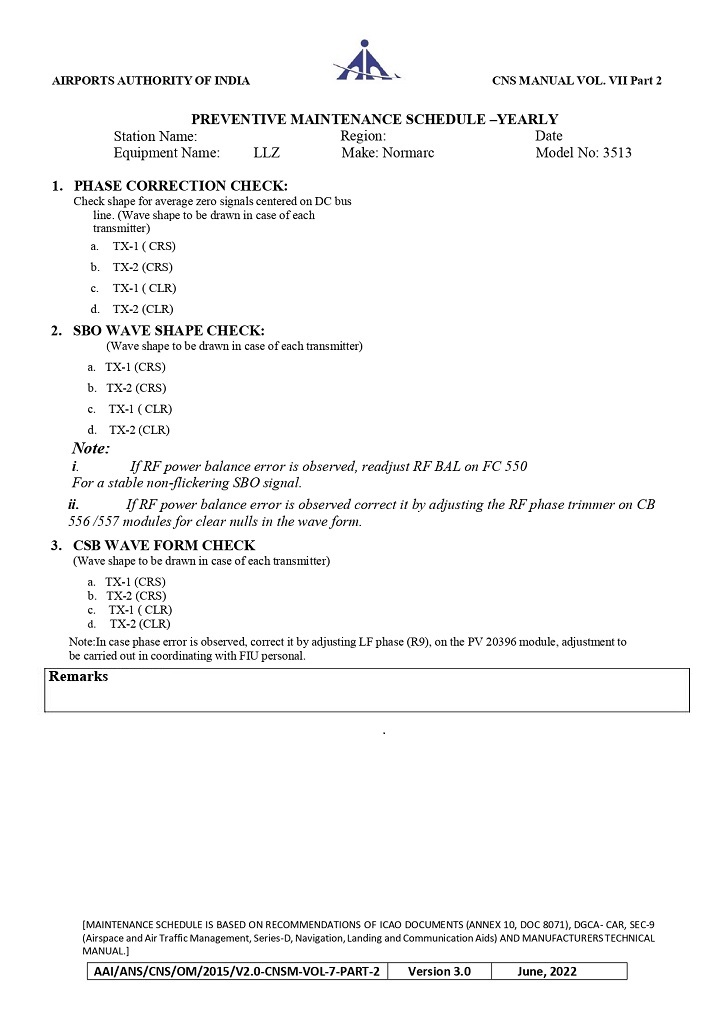 AIRPORTS AUTHORITY OF INDIA CNS MANUAL VOL. VII Part 2
PREVENTIVE MAINTENANCE SCHEDULE –YEARLY
Station Name: Region: Date
Equipment Name: LLZ Make: Normarc Model No: 3513
1. PHASE CORRECTION CHECK:
Check shape for average zero signals centered on DC bus
line. (Wave shape to be drawn in case of each
transmitter)
a. TX-1 ( CRS)
b. TX-2 (CRS)
c. TX-1 ( CLR)
d. TX-2 (CLR)
2. SBO WAVE SHAPE CHECK:
(Wave shape to be drawn in case of each transmitter)
a. TX-1 (CRS)
b. TX-2 (CRS)
c. TX-1 ( CLR)
d. TX-2 (CLR)
Note:
i. If RF power balance error is observed, readjust RF BAL on FC 550
For a stable non-flickering SBO signal.
ii. If RF power balance error is observed correct it by adjusting the RF phase trimmer on CB
556 /557 modules for clear nulls in the wave form.
3. CSB WAVE FORM CHECK
(Wave shape to be drawn in case of each transmitter)
a. TX-1 (CRS)
b. TX-2 (CRS)
c. TX-1 ( CLR)
d. TX-2 (CLR)
Note:In case phase error is observed, correct it by adjusting LF phase (R9), on the PV 20396 module, adjustment to
be carried out in coordinating with FIU personal.
Remarks
.
[MAINTENANCE SCHEDULE IS BASED ON RECOMMENDATIONS OF ICAO DOCUMENTS (ANNEX 10, DOC 8071), DGCA- CAR, SEC-9
(Airspace and Air Traffic Management, Series-D, Navigation, Landing and Communication Aids) AND MANUFACTURERS TECHNICAL
MANUAL.]
AAI/ANS/CNS/OM/2015/V2.0-CNSM-VOL-7-PART-2 Version 3.0 June, 2022